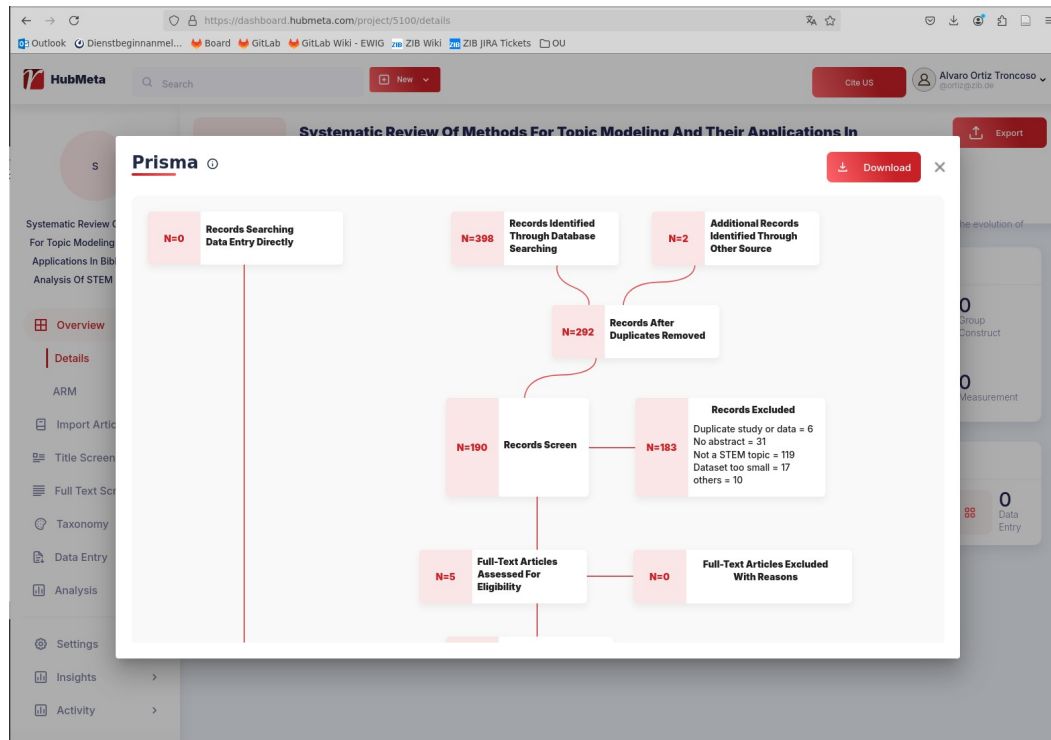 https://dashboard.hubmeta.com/project/5100/details
Outlook
Dienstbeginnanmel...
Board
GitLab
GitLab Wiki - EWIG
ZIB Wiki
ZIB JIRA Tickets
OU
HubMeta
Search
New
Cite US
Alvaro Ortiz Troncoso
@ortiz@zib.de
Systematic Review Of Methods For Topic Modeling And Their Applications In
Export
S
Systematic Review
For Topic Modeling
Applications In Bib
Analysis Of STEM
Overview
Details
ARM
Import Artic
Title Screen
Full Text Scr
Taxonomy
Data Entry
Analysis
Settings
Insights
Activity
Prisma
Download
N=0
Records Searching
Data Entry Directly
N=398
Records Identified
Through Database
Searching
N=2
Additional Records
Identified Through
Other Source
N=292
Records After
Duplicates Removed
N=190
Records Screen
N=183
Records Excluded
Duplicate study or data = 6
No abstract = 31
Not a STEM topic = 119
Dataset too small = 17
others = 10
N=5
Full-Text Articles
Assessed For
Eligibility
N=0
Full-Text Articles Excluded
With Reasons
he evolution of
0
Group
Construct
0
Measurement
0
Data
Entry